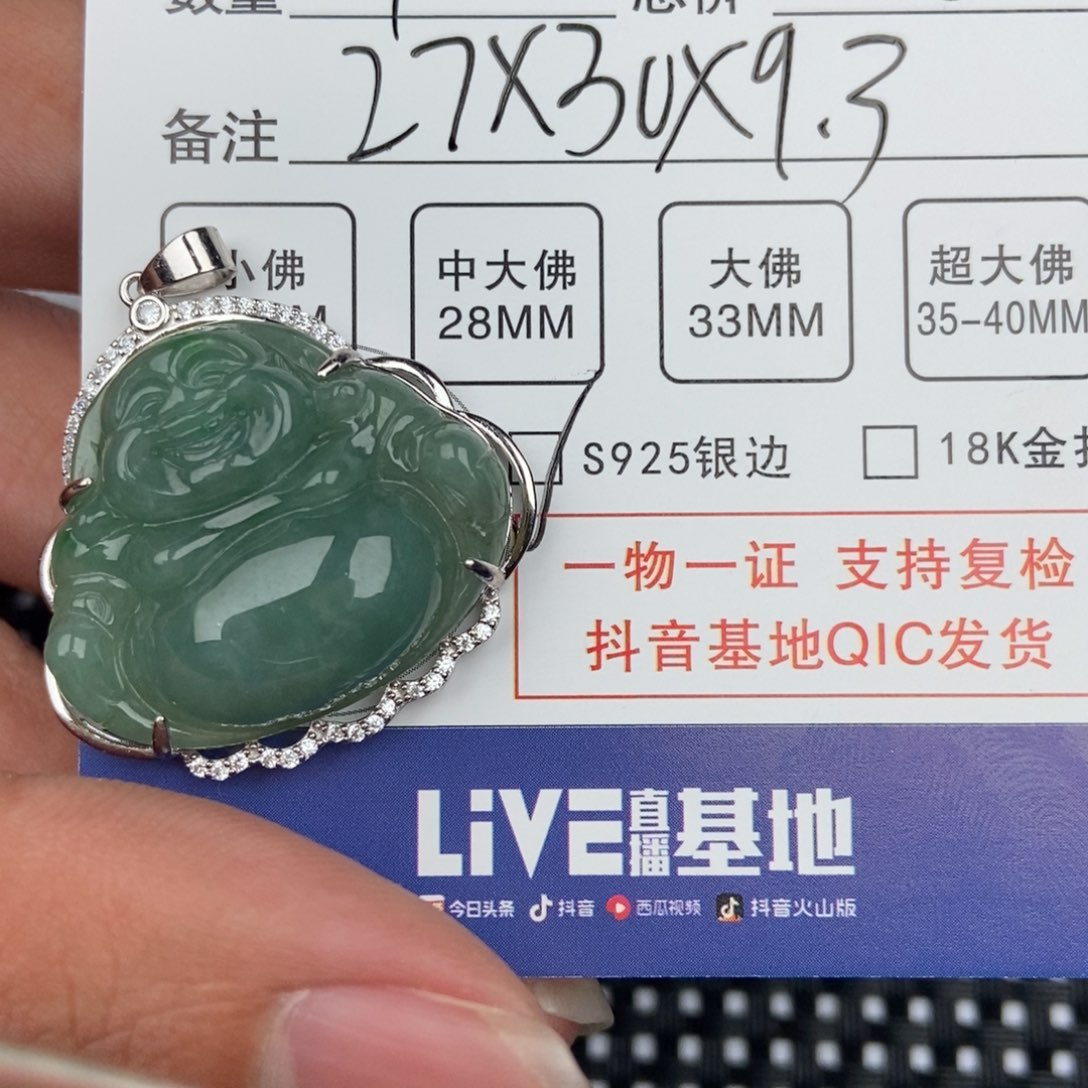 数量 总价
备注 27X30X9.3
小佛 中大佛 大佛 超大佛
28MM 33MM 35-40MM
S925银边 18K金
一物一证 支持复检
抖音基地QIC发货
LiVE直播基地
今日头条 抖音 西瓜视频 抖音火山版